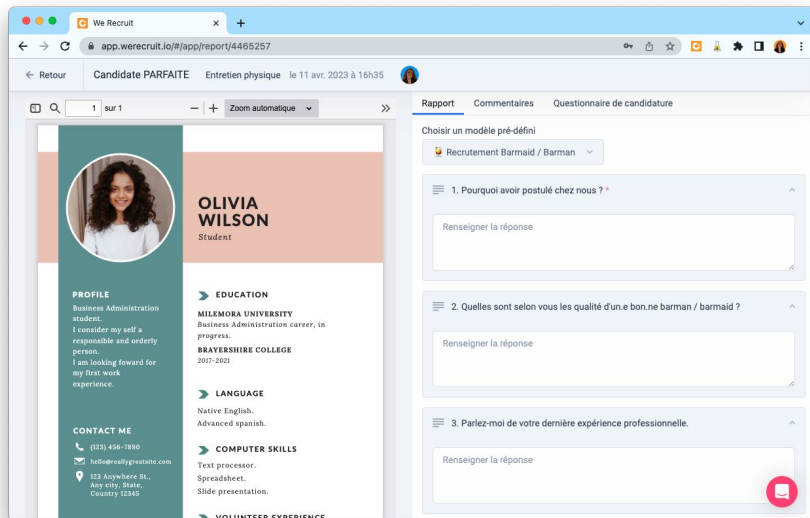 We Recruit
app.werecruit.io/#/app/report/4465257
Retour
Candidate PARFAITE
Entretien physique
le 11 avr. 2023 à 16h35
1 sur 1
Zoom automatique
OLIVIA
WILSON
Student
PROFILE
Business Administration
student.
I consider my self a
responsible and orderly
person.
I am looking foward for
my first work
experience.
CONTACT ME
(123) 456-7890
hello@reallygreatsite.com
123 Anywhere St.,
Any city, State,
Country 12345
EDUCATION
MILEMORA UNIVERSITY
Business Administration career, in
progress.
BRAYERSHIRE COLLEGE
2017-2021
LANGUAGE
Native English.
Advanced spanish.
COMPUTER SKILLS
Text processor.
Spreadsheet.
Slide presentation.
VOLUNTEER EXPERIENCE
Rapport
Commentaires
Questionnaire de candidature
Choisir un modèle pré-défini
Recrutement Barmaid / Barman
1. Pourquoi avoir postulé chez nous ? *
Renseigner la réponse
2. Quelles sont selon vous les qualité d'un.e bon.ne barman / barmaid ?
Renseigner la réponse
3. Parlez-moi de votre dernière expérience professionnelle.
Renseigner la réponse